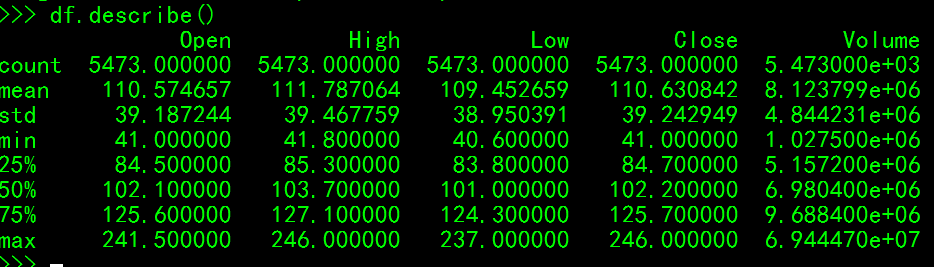 >>> df.describe()
Open High Low Close Volume
count 5473.000000 5473.000000 5473.000000 5473.000000 5.473000e+03
mean 110.574657 111.787064 109.452659 110.630842 8.123799e+06
std 39.187244 39.467759 38.950391 39.242949 4.844231e+06
min 41.000000 41.800000 40.600000 41.000000 1.027500e+06
25% 84.500000 85.300000 83.800000 84.700000 5.157200e+06
50% 102.100000 103.700000 101.000000 102.200000 6.980400e+06
75% 125.600000 127.100000 124.300000 125.700000 9.688400e+06
max 241.500000 246.000000 237.000000 246.000000 6.944470e+07
>>>